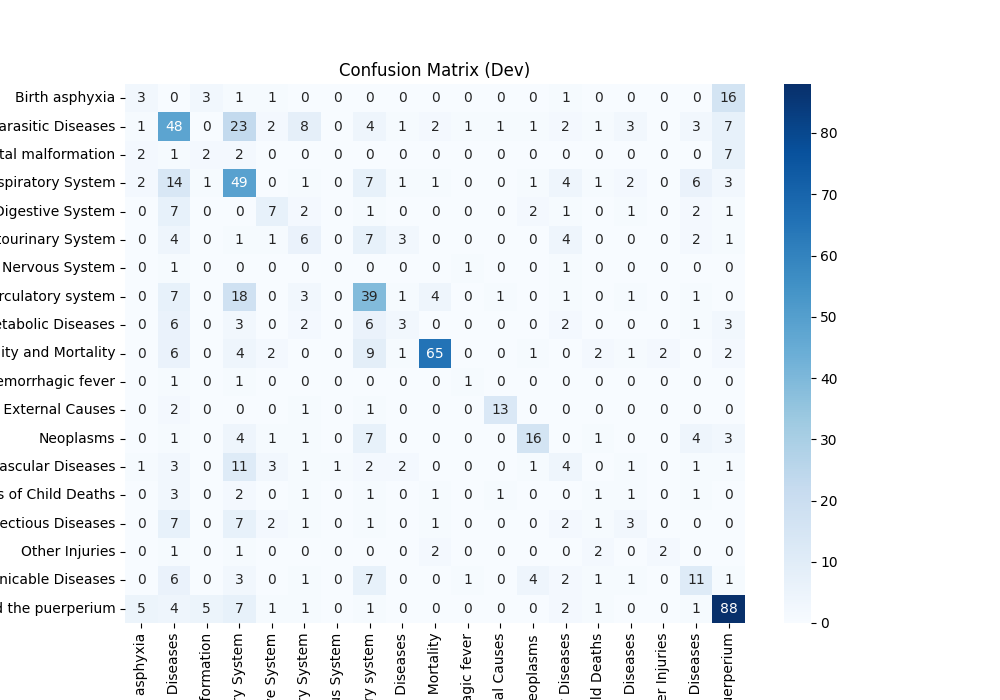 Confusion Matrix (Dev)
Birth asphyxia 3 0 3 1 1 0 0 0 0 0 0 0 0 1 0 0 0 0 16
arasitic Diseases 1 48 0 23 2 8 0 4 1 2 1 1 1 2 1 3 0 3 7
tal malformation 2 1 2 2 0 0 0 0 0 0 0 0 0 0 0 0 0 0 7
spiratory System 2 14 1 49 0 1 0 7 1 1 0 0 1 4 1 2 0 6 3
Digestive System 0 7 0 0 7 2 0 1 0 0 0 0 2 1 0 1 0 2 1
tourinary System 0 4 0 1 1 6 0 7 3 0 0 0 0 4 0 0 0 2 1
Nervous System 0 1 0 0 0 0 0 0 0 0 1 0 0 1 0 0 0 0 0
rculatory system 0 7 0 18 0 3 0 39 1 4 0 1 0 1 0 1 0 1 0
etabolic Diseases 0 6 0 3 0 2 0 6 3 0 0 0 0 2 0 0 0 1 3
ity and Mortality 0 6 0 4 2 0 0 9 1 65 0 0 1 0 2 1 2 0 2
emorrhagic fever 0 1 0 1 0 0 0 0 0 0 1 0 0 0 0 0 0 0 0
External Causes 0 2 0 0 0 1 0 1 0 0 0 13 0 0 0 0 0 0 0
Neoplasms 0 1 0 4 1 1 0 7 0 0 0 0 16 0 1 0 0 4 3
ascular Diseases 1 3 0 11 3 1 1 2 2 0 0 0 1 4 0 1 0 1 1
s of Child Deaths 0 3 0 2 0 1 0 1 0 1 0 1 0 0 1 1 0 1 0
ectious Diseases 0 7 0 7 2 1 0 1 0 1 0 0 0 2 1 3 0 0 0
Other Injuries 0 1 0 1 0 0 0 0 0 2 0 0 0 0 2 0 2 0 0
nicable Diseases 0 6 0 3 0 1 0 7 0 0 1 0 4 2 1 1 0 11 1
d the puerperium 5 4 5 7 1 1 0 1 0 0 0 0 0 2 1 0 0 1 88
asphyxia
Diseases
formation
ry System
ve System
ry System
us System
ry system
Diseases
Mortality
agic fever
al Causes
eoplasms
r Diseases
ld Deaths
Diseases
er Injuries
Diseases
uerperium
80
70
60
50
40
30
20
10
0